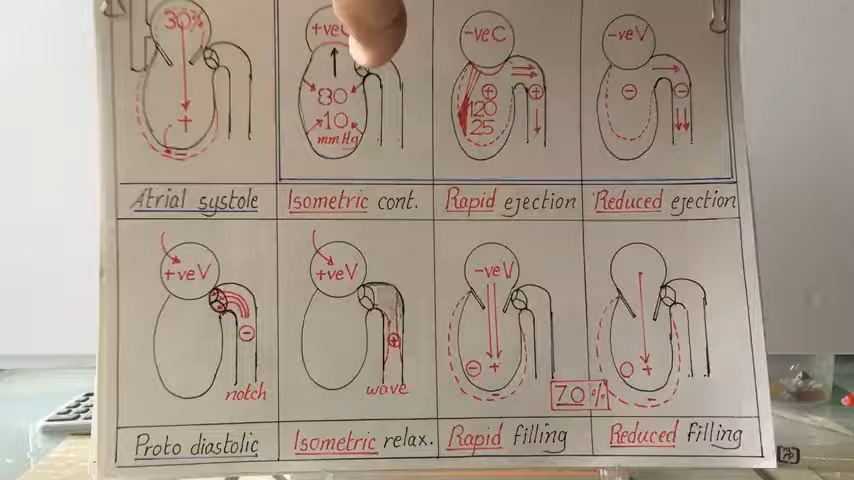 30%
+
+ve
80
10
mmHg
-veC
+
+
120
25
-veV
-
-
Atrial systole
Isometric cont.
Rapid ejection
Reduced ejection
+veV
-
notch
+veV
+
wave
-veV
- +
-
+
-
70 %
Proto diastolic
Isometric relax.
Rapid filling
Reduced filling